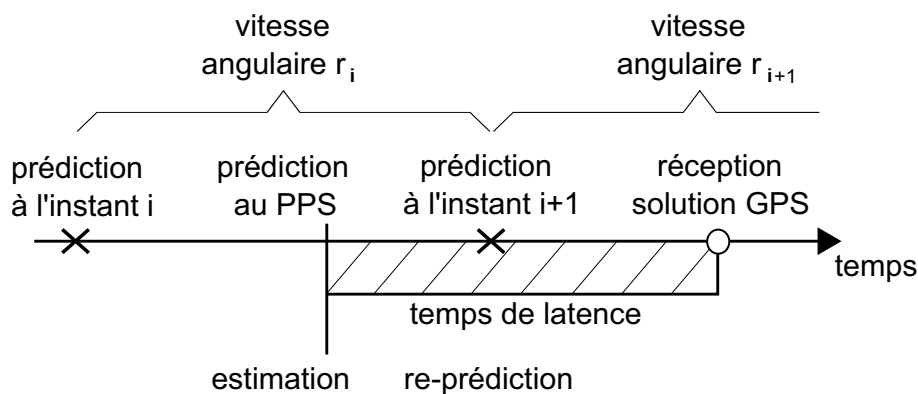 vitesse
angulaire r i
vitesse
angulaire r i+1
prédiction
à l'instant i
prédiction
au PPS
prédiction
à l'instant i+1
réception
solution GPS
temps
temps de latence
estimation
re-prédiction